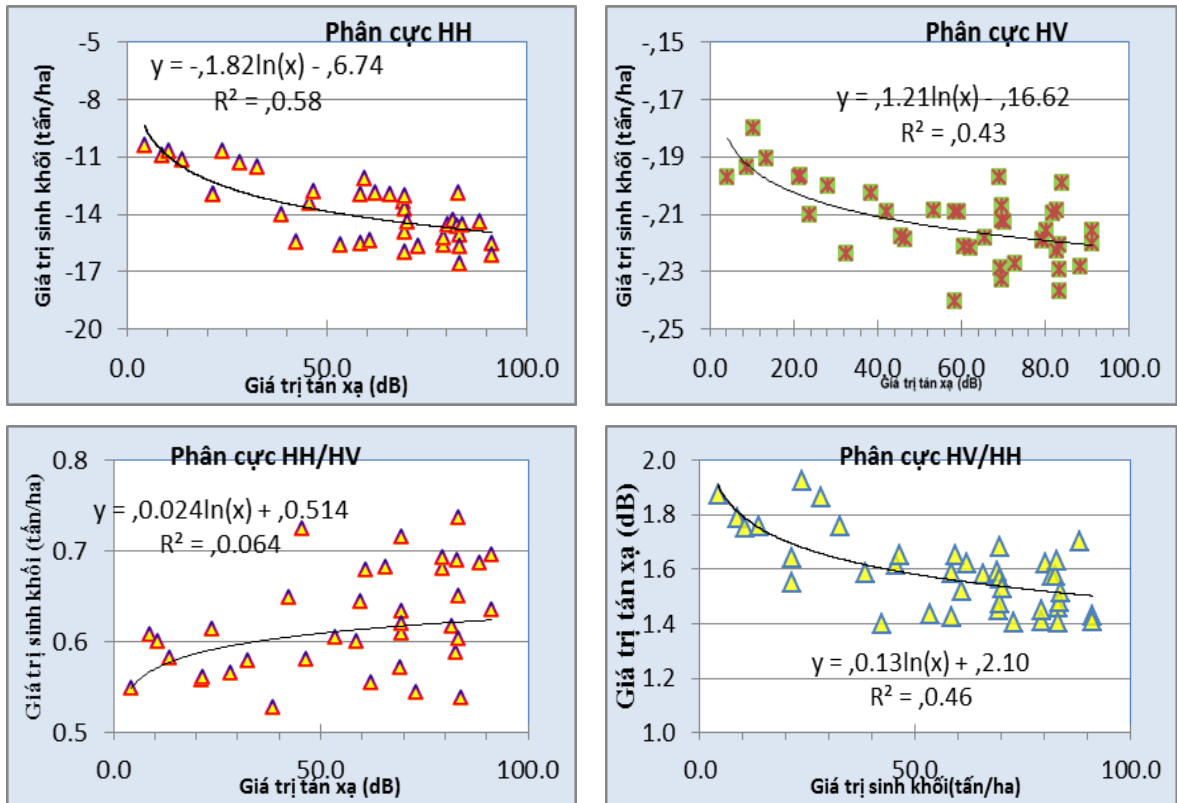 Phân cực HH
y = -,1.82ln(x) - ,6.74
R² = ,0.58
Giá trị sinh khối (tấn/ha)
-5
-8
-11
-14
-17
-20
0.0
50.0
100.0
Giá trị tán xạ (dB)
Phân cực HV
y = ,1.21ln(x) - ,16.62
R² = ,0.43
Giá trị sinh khối (tấn/ha)
-,15
-,17
-,19
-,21
-,23
-,25
0.0
20.0
40.0
60.0
80.0
100.0
Giá trị tán xạ (dB)
Phân cực HH/HV
y = ,0.024ln(x) + ,0.514
R² = ,0.064
Giá trị sinh khối (tấn/ha)
0.8
0.7
0.6
0.5
0.0
50.0
100.0
Giá trị tán xạ (dB)
Phân cực HV/HH
y = ,0.13ln(x) + ,2.10
R² = ,0.46
Giá trị tán xạ (dB)
2.0
1.8
1.6
1.4
1.2
1.0
0.0
50.0
100.0
Giá trị sinh khối(tấn/ha)